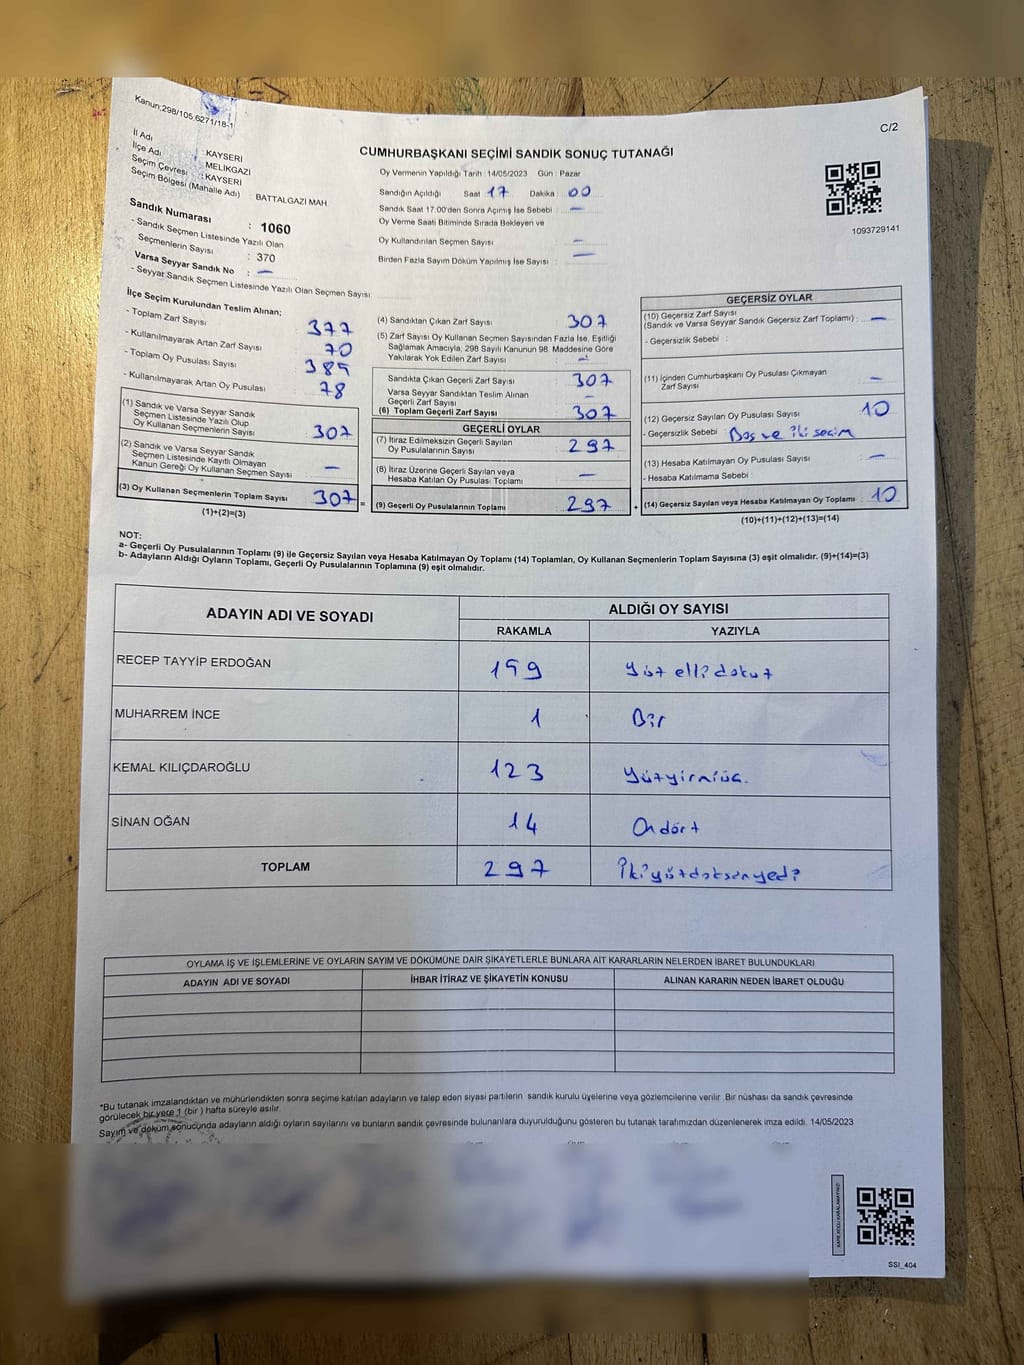 Kanun;298/105,6271/18-1
C/2
İl Adı : KAYSERİ
İlçe Adı : MELİKGAZİ
Seçim Çevresi : KAYSERİ
Seçim Bölgesi (Mahalle Adı) : BATTALGAZI MAH
Sandık Numarası : 1060
- Sandık Seçmen Listesinde Yazılı Olan
Seçmenlerin Sayısı : 370
Varsa Seyyar Sandık No : —
- Seyyar Sandık Seçmen Listesinde Yazılı Olan Seçmen Sayısı:
CUMHURBAŞKANI SEÇİMİ SANDIK SONUÇ TUTANAĞI
Oy Vermenin Yapıldığı Tarih : 14/05/2023 Gün : Pazar
Sandığın Açıldığı Saat : 17 Dakika : 00
Sandık Saat 17:00'den Sonra Açımış İse Sebebi : —
Oy Verme Saati Bitiminde Sırada Bekleyen ve
Oy Kullandırılan Seçmen Sayısı : —
Birden Fazla Sayım Döküm Yapılmış İse Sayısı : —
1093729141
İlçe Seçim Kurulundan Teslim Alınan;
- Toplam Zarf Sayısı : 377
- Kullanılmayarak Artan Zarf Sayısı : 70
- Toplam Oy Pusulası Sayısı : 385
- Kullanılmayarak Artan Oy Pusulası : 78
(1) Sandık ve Varsa Seyyar Sandık
Seçmen Listesinde Yazılı Olup
Oy Kullanan Seçmenlerin Sayısı : 307
(2) Sandık ve Varsa Seyyar Sandık
Seçmen Listesinde Kayıtlı Olmayan
Kanun Gereği Oy Kullanan Seçmen Sayısı : —
(3) Oy Kullanan Seçmenlerin Toplam Sayısı : 307 =
(1)+(2)=(3)
(4) Sandıktan Çıkan Zarf Sayısı : 307
(5) Zarf Sayısı Oy Kullanan Seçmen Sayısından Fazla İse, Eşitliği
Sağlamak Amacıyla, 298 Sayılı Kanunun 98. Maddesine Göre
Yakılarak Yok Edilen Zarf Sayısı : —
Sandıkta Çıkan Geçerli Zarf Sayısı : 307
Varsa Seyyar Sandıktan Teslim Alınan
Geçerli Zarf Sayısı : —
(6) Toplam Geçerli Zarf Sayısı : 307
GEÇERLİ OYLAR
(7) İtiraz Edilmeksizin Geçerli Sayılan
Oy Pusulalarının Sayısı : 297
(8) İtiraz Üzerine Geçerli Sayılan veya
Hesaba Katılan Oy Pusulası Toplamı : —
(9) Geçerli Oy Pusulalarının Toplamı : 297 +
GEÇERSİZ OYLAR
(10) Geçersiz Zarf Sayısı
(Sandık ve Varsa Seyyar Sandık Geçersiz Zarf Toplamı) : —
- Geçersizlik Sebebi :
(11) İçinden Cumhurbaşkanı Oy Pusulası Çıkmayan
Zarf Sayısı : —
(12) Geçersiz Sayılan Oy Pusulası Sayısı : 10
- Geçersizlik Sebebi : Boş ve iki seçim
(13) Hesaba Katılmayan Oy Pusulası Sayısı : —
- Hesaba Katılmama Sebebi :
(14) Geçersiz Sayılan veya Hesaba Katılmayan Oy Toplamı : 10
(10)+(11)+(12)+(13)=(14)
NOT:
a- Geçerli Oy Pusulalarının Toplamı (9) ile Geçersiz Sayılan veya Hesaba Katılmayan Oy Toplamı (14) Toplamları, Oy Kullanan Seçmenlerin Toplam Sayısına (3) eşit olmalıdır. (9)+(14)=(3)
b- Adayların Aldığı Oyların Toplamı, Geçerli Oy Pusulalarının Toplamına (9) eşit olmalıdır.
ADAYIN ADI VE SOYADI ALDIĞI OY SAYISI
RAKAMLA YAZIYLA
RECEP TAYYİP ERDOĞAN 159 Yüz elli dokuz
MUHARREM İNCE 1 Bir
KEMAL KILIÇDAROĞLU 123 Yüzyirmiüç.
SİNAN OĞAN 14 Ondört
TOPLAM 297 İkiyüzdoksanyedi
OYLAMA İŞ VE İŞLEMLERİNE VE OYLARIN SAYIM VE DÖKÜMÜNE DAİR ŞİKAYETLERLE BUNLARA AİT KARARLARIN NELERDEN İBARET BULUNDUKLARI
ADAYIN ADI VE SOYADI İHBAR İTİRAZ VE ŞİKAYETİN KONUSU ALINAN KARARIN NEDEN İBARET OLDUĞU
*Bu tutanak imzalandıktan ve mühürlendikten sonra seçime katılan adayların ve talep eden siyasi partilerin sandık kurulu üyelerine veya gözlemcilerine verilir. Bir nüshası da sandık çevresinde
görülecek bir yere 1 (bir ) hafta süreyle asılır.
Sayım ve döküm sonucunda adayların aldığı oyların sayılarını ve bunların sandık çevresinde bulunanlara duyurulduğunu gösteren bu tutanak tarafımızdan düzenlenerek imza edildi. 14/05/2023
SSI_404